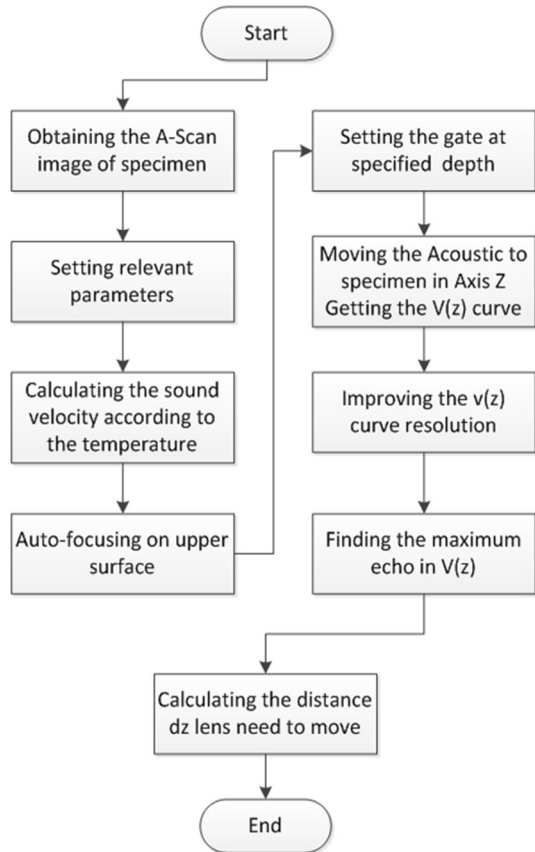 Start
Obtaining the A-Scan
image of specimen
Setting relevant
parameters
Calculating the sound
velocity according to
the temperature
Auto-focusing on upper
surface
Setting the gate at
specified depth
Moving the Acoustic to
specimen in Axis Z
Getting the V(z) curve
Improving the v(z)
curve resolution
Finding the maximum
echo in V(z)
Calculating the distance
dz lens need to move
End